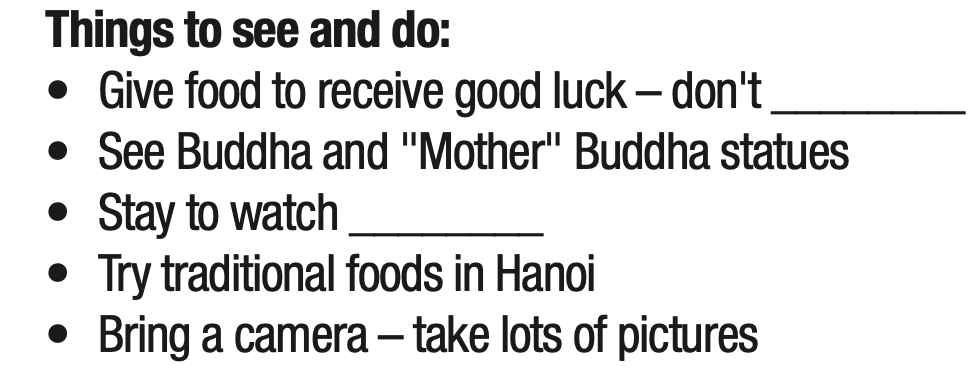 Things to see and do:
• Give food to receive good luck – don't ________
• See Buddha and "Mother" Buddha statues
• Stay to watch ________
• Try traditional foods in Hanoi
• Bring a camera – take lots of pictures